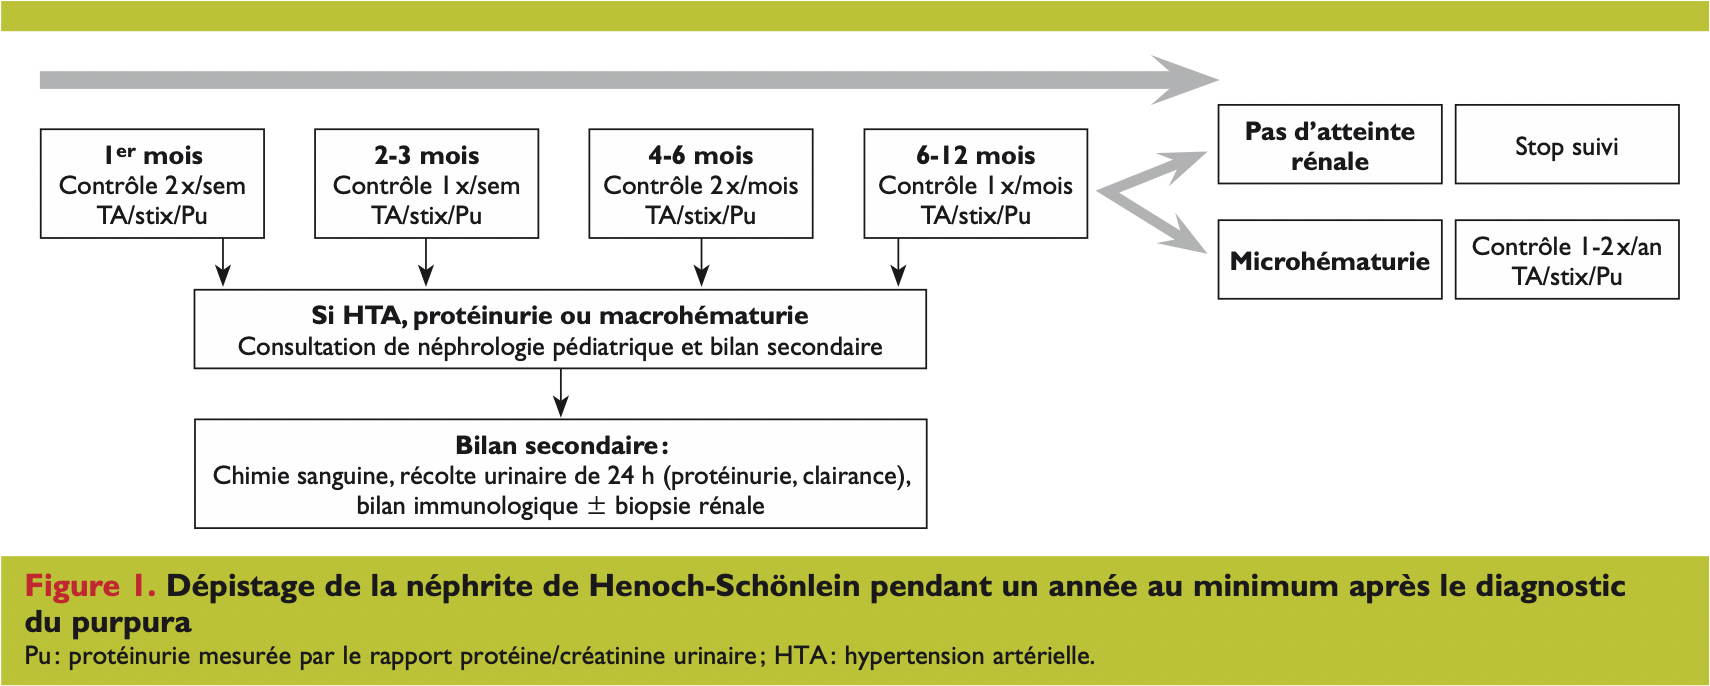 1er mois
Contrôle 2x/sem
TA/stix/Pu
2-3 mois
Contrôle 1x/sem
TA/stix/Pu
4-6 mois
Contrôle 2x/mois
TA/stix/Pu
6-12 mois
Contrôle 1x/mois
TA/stix/Pu
Pas d’atteinte
rénale
Stop suivi
Microhématurie
Contrôle 1-2x/an
TA/stix/Pu
Si HTA, protéinurie ou macrohématurie
Consultation de néphrologie pédiatrique et bilan secondaire
Bilan secondaire :
Chimie sanguine, récolte urinaire de 24 h (protéinurie, clairance),
bilan immunologique ± biopsie rénale
Figure 1. Dépistage de la néphrite de Henoch-Schönlein pendant un année au minimum après le diagnostic
du purpura
Pu : protéinurie mesurée par le rapport protéine/créatinine urinaire ; HTA : hypertension artérielle.